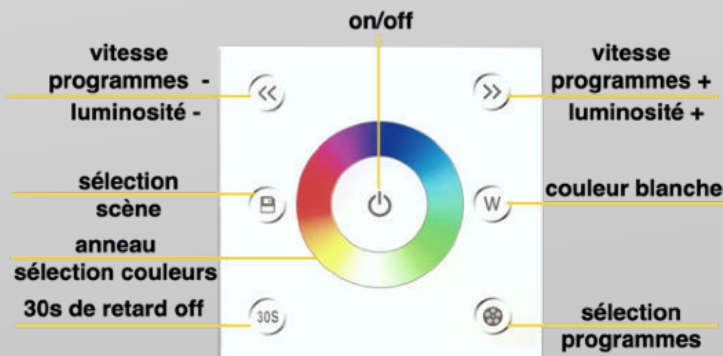 on/off
vitesse
programmes -
luminosité -
vitesse
programmes +
luminosité +
sélection
scène
W
couleur blanche
anneau
sélection couleurs
30s de retard off
30S
sélection
programmes